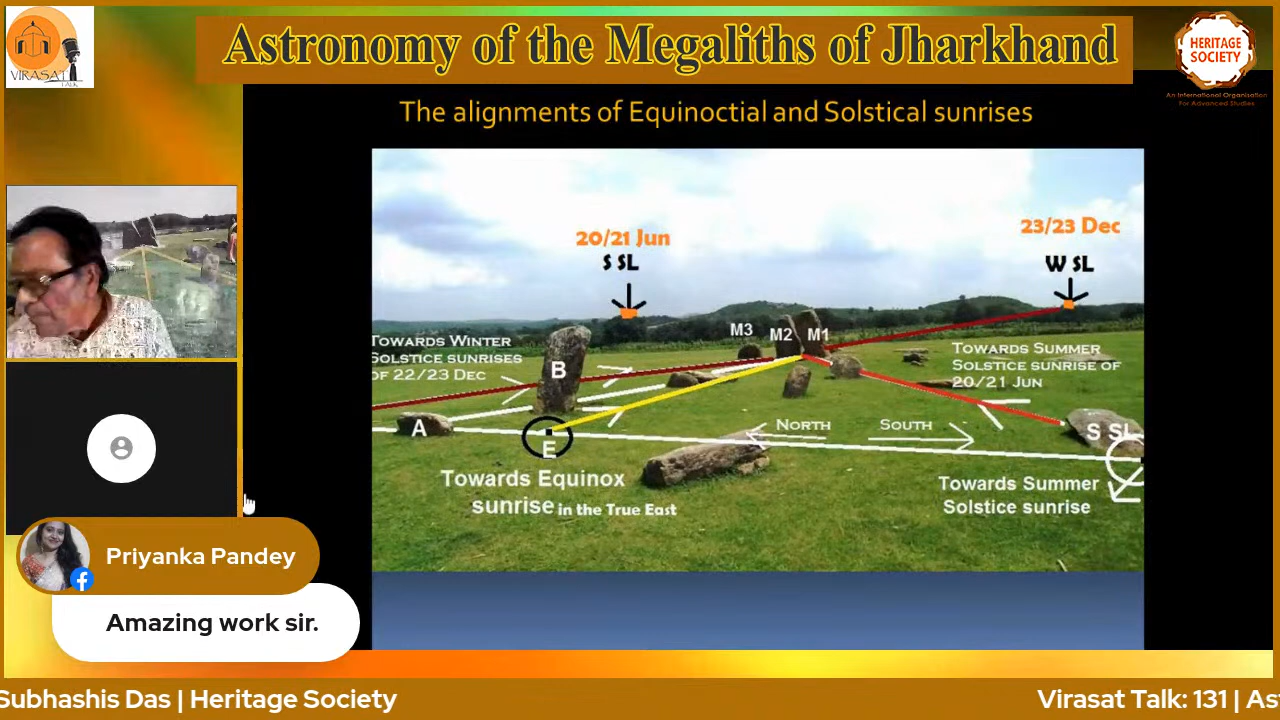 Astronomy of the Megaliths of Jharkhand
VIRASAT
TALK
HERITAGE
SOCIETY
An International Organisation
For Advanced Studies
The alignments of Equinoctial and Solstical sunrises
20/21 Jun
S SL
23/23 Dec
W SL
M3 M2 M1
TOWARDS WINTER
SOLSTICE SUNRISES
OF 22/23 DEC
B
TOWARDS SUMMER
SOLSTICE SUNRISE OF
20/21 JUN
A
E
NORTH SOUTH
S SL
Towards Equinox
sunrise in the True East
Towards Summer
Solstice sunrise
Priyanka Pandey
Amazing work sir.
Subhashis Das | Heritage Society
Virasat Talk: 131 | As